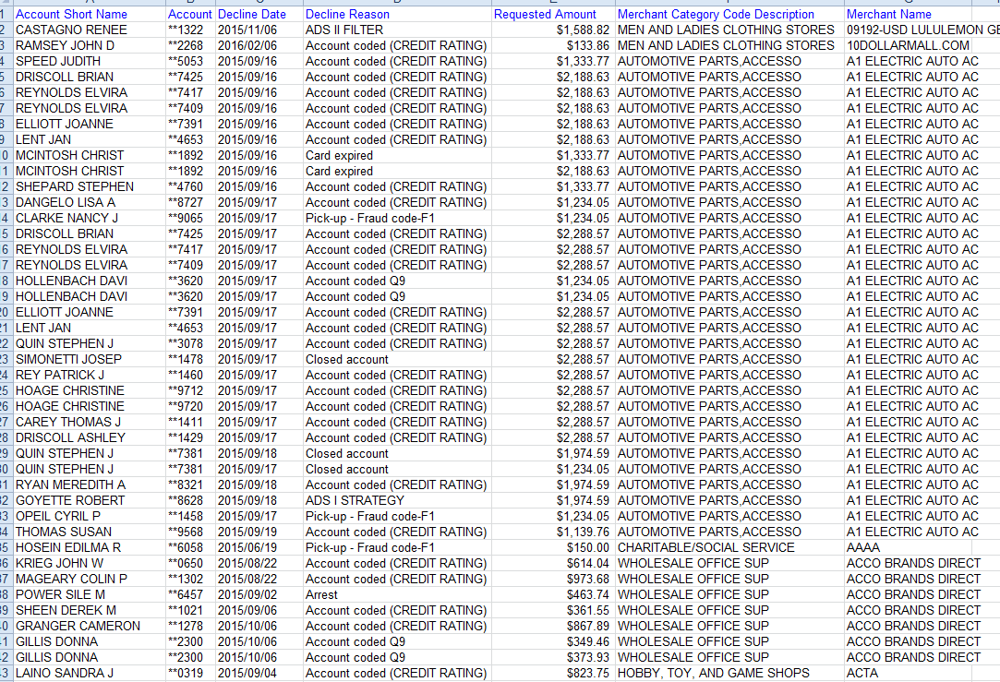 1 Account Short Name Account Decline Date Decline Reason Requested Amount Merchant Category Code Description Merchant Name
2 CASTAGNO RENEE **1322 2015/11/06 ADS II FILTER $1,588.82 MEN AND LADIES CLOTHING STORES 09192-USD LULULEMON GE
3 RAMSEY JOHN D **2268 2016/02/06 Account coded (CREDIT RATING) $133.86 MEN AND LADIES CLOTHING STORES 10DOLLARMALL.COM
4 SPEED JUDITH **5053 2015/09/16 Account coded (CREDIT RATING) $1,333.77 AUTOMOTIVE PARTS,ACCESSO A1 ELECTRIC AUTO AC
5 DRISCOLL BRIAN **7425 2015/09/16 Account coded (CREDIT RATING) $2,188.63 AUTOMOTIVE PARTS,ACCESSO A1 ELECTRIC AUTO AC
6 REYNOLDS ELVIRA **7417 2015/09/16 Account coded (CREDIT RATING) $2,188.63 AUTOMOTIVE PARTS,ACCESSO A1 ELECTRIC AUTO AC
7 REYNOLDS ELVIRA **7409 2015/09/16 Account coded (CREDIT RATING) $2,188.63 AUTOMOTIVE PARTS,ACCESSO A1 ELECTRIC AUTO AC
8 ELLIOTT JOANNE **7391 2015/09/16 Account coded (CREDIT RATING) $2,188.63 AUTOMOTIVE PARTS,ACCESSO A1 ELECTRIC AUTO AC
9 LENT JAN **4653 2015/09/16 Account coded (CREDIT RATING) $2,188.63 AUTOMOTIVE PARTS,ACCESSO A1 ELECTRIC AUTO AC
0 MCINTOSH CHRIST **1892 2015/09/16 Card expired $1,333.77 AUTOMOTIVE PARTS,ACCESSO A1 ELECTRIC AUTO AC
1 MCINTOSH CHRIST **1892 2015/09/16 Card expired $2,188.63 AUTOMOTIVE PARTS,ACCESSO A1 ELECTRIC AUTO AC
2 SHEPARD STEPHEN **4760 2015/09/16 Account coded (CREDIT RATING) $1,333.77 AUTOMOTIVE PARTS,ACCESSO A1 ELECTRIC AUTO AC
3 DANGELO LISA A **8727 2015/09/17 Account coded (CREDIT RATING) $1,234.05 AUTOMOTIVE PARTS,ACCESSO A1 ELECTRIC AUTO AC
4 CLARKE NANCY J **9065 2015/09/17 Pick-up - Fraud code-F1 $1,234.05 AUTOMOTIVE PARTS,ACCESSO A1 ELECTRIC AUTO AC
5 DRISCOLL BRIAN **7425 2015/09/17 Account coded (CREDIT RATING) $2,288.57 AUTOMOTIVE PARTS,ACCESSO A1 ELECTRIC AUTO AC
6 REYNOLDS ELVIRA **7417 2015/09/17 Account coded (CREDIT RATING) $2,288.57 AUTOMOTIVE PARTS,ACCESSO A1 ELECTRIC AUTO AC
7 REYNOLDS ELVIRA **7409 2015/09/17 Account coded (CREDIT RATING) $2,288.57 AUTOMOTIVE PARTS,ACCESSO A1 ELECTRIC AUTO AC
8 HOLLENBACH DAVI **3620 2015/09/17 Account coded Q9 $1,234.05 AUTOMOTIVE PARTS,ACCESSO A1 ELECTRIC AUTO AC
9 HOLLENBACH DAVI **3620 2015/09/17 Account coded Q9 $1,234.05 AUTOMOTIVE PARTS,ACCESSO A1 ELECTRIC AUTO AC
20 ELLIOTT JOANNE **7391 2015/09/17 Account coded (CREDIT RATING) $2,288.57 AUTOMOTIVE PARTS,ACCESSO A1 ELECTRIC AUTO AC
21 LENT JAN **4653 2015/09/17 Account coded (CREDIT RATING) $2,288.57 AUTOMOTIVE PARTS,ACCESSO A1 ELECTRIC AUTO AC
22 QUIN STEPHEN J **3078 2015/09/17 Account coded (CREDIT RATING) $2,288.57 AUTOMOTIVE PARTS,ACCESSO A1 ELECTRIC AUTO AC
23 SIMONETTI JOSEP **1478 2015/09/17 Closed account $2,288.57 AUTOMOTIVE PARTS,ACCESSO A1 ELECTRIC AUTO AC
24 REY PATRICK J **1460 2015/09/17 Account coded (CREDIT RATING) $2,288.57 AUTOMOTIVE PARTS,ACCESSO A1 ELECTRIC AUTO AC
25 HOAGE CHRISTINE **9712 2015/09/17 Account coded (CREDIT RATING) $2,288.57 AUTOMOTIVE PARTS,ACCESSO A1 ELECTRIC AUTO AC
26 HOAGE CHRISTINE **9720 2015/09/17 Account coded (CREDIT RATING) $2,288.57 AUTOMOTIVE PARTS,ACCESSO A1 ELECTRIC AUTO AC
27 CAREY THOMAS J **1411 2015/09/17 Account coded (CREDIT RATING) $2,288.57 AUTOMOTIVE PARTS,ACCESSO A1 ELECTRIC AUTO AC
28 DRISCOLL ASHLEY **1429 2015/09/17 Account coded (CREDIT RATING) $2,288.57 AUTOMOTIVE PARTS,ACCESSO A1 ELECTRIC AUTO AC
29 QUIN STEPHEN J **7381 2015/09/18 Closed account $1,974.59 AUTOMOTIVE PARTS,ACCESSO A1 ELECTRIC AUTO AC
30 QUIN STEPHEN J **7381 2015/09/17 Closed account $1,234.05 AUTOMOTIVE PARTS,ACCESSO A1 ELECTRIC AUTO AC
31 RYAN MEREDITH A **8321 2015/09/18 Account coded (CREDIT RATING) $1,974.59 AUTOMOTIVE PARTS,ACCESSO A1 ELECTRIC AUTO AC
32 GOYETTE ROBERT **8628 2015/09/18 ADS I STRATEGY $1,974.59 AUTOMOTIVE PARTS,ACCESSO A1 ELECTRIC AUTO AC
33 OPEIL CYRIL P **1458 2015/09/17 Pick-up - Fraud code-F1 $1,234.05 AUTOMOTIVE PARTS,ACCESSO A1 ELECTRIC AUTO AC
34 THOMAS SUSAN **9568 2015/09/19 Account coded (CREDIT RATING) $1,139.76 AUTOMOTIVE PARTS,ACCESSO A1 ELECTRIC AUTO AC
35 HOSEIN EDILMA R **6058 2015/06/19 Pick-up - Fraud code-F1 $150.00 CHARITABLE/SOCIAL SERVICE AAAA
36 KRIEG JOHN W **0650 2015/08/22 Account coded (CREDIT RATING) $614.04 WHOLESALE OFFICE SUP ACCO BRANDS DIRECT
37 MAGEARY COLIN P **1302 2015/08/22 Account coded (CREDIT RATING) $973.68 WHOLESALE OFFICE SUP ACCO BRANDS DIRECT
38 POWER SILE M **6457 2015/09/02 Arrest $463.74 WHOLESALE OFFICE SUP ACCO BRANDS DIRECT
39 SHEEN DEREK M **1021 2015/09/06 Account coded (CREDIT RATING) $361.55 WHOLESALE OFFICE SUP ACCO BRANDS DIRECT
40 GRANGER CAMERON **1278 2015/10/06 Account coded (CREDIT RATING) $867.89 WHOLESALE OFFICE SUP ACCO BRANDS DIRECT
41 GILLIS DONNA **2300 2015/10/06 Account coded Q9 $349.46 WHOLESALE OFFICE SUP ACCO BRANDS DIRECT
42 GILLIS DONNA **2300 2015/10/06 Account coded Q9 $373.93 WHOLESALE OFFICE SUP ACCO BRANDS DIRECT
43 LAINO SANDRA J **0319 2015/09/04 Account coded (CREDIT RATING) $823.75 HOBBY, TOY, AND GAME SHOPS ACTA